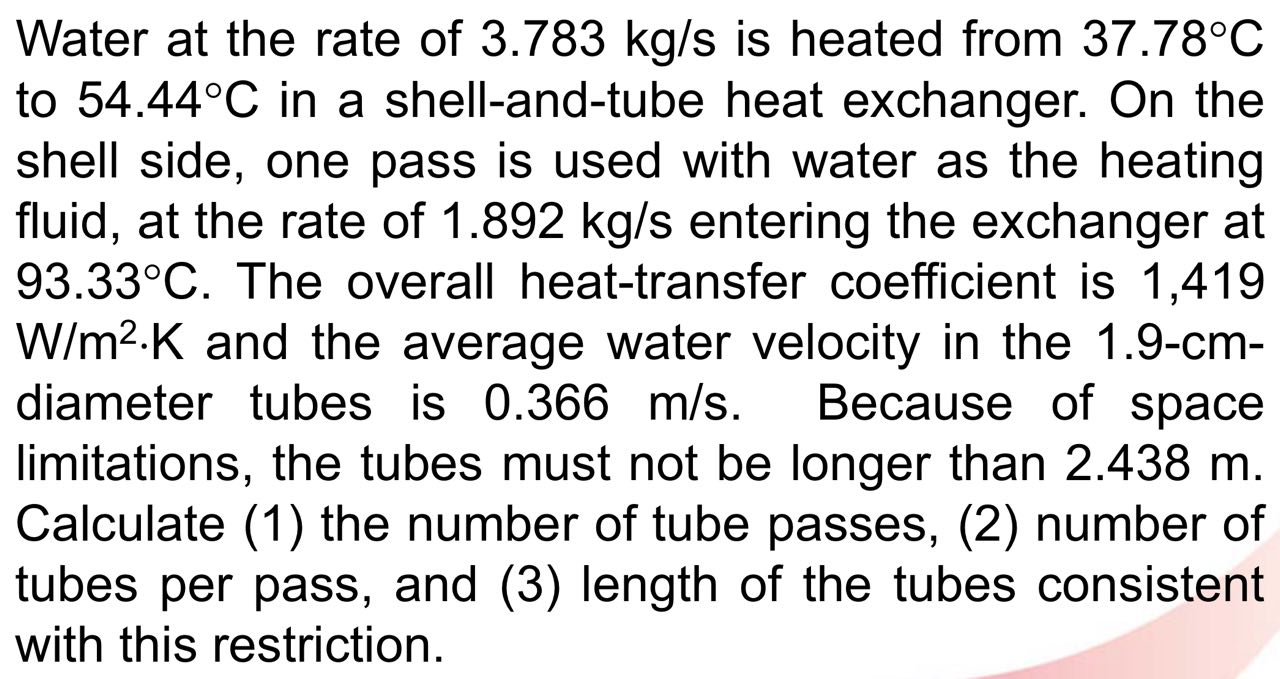 Water at the rate of 3.783 kg/s is heated from 37.78°C
to 54.44°C in a shell-and-tube heat exchanger. On the
shell side, one pass is used with water as the heating
fluid, at the rate of 1.892 kg/s entering the exchanger at
93.33°C. The overall heat-transfer coefficient is 1,419
W/m²·K and the average water velocity in the 1.9-cm-
diameter tubes is 0.366 m/s. Because of space
limitations, the tubes must not be longer than 2.438 m.
Calculate (1) the number of tube passes, (2) number of
tubes per pass, and (3) length of the tubes consistent
with this restriction.